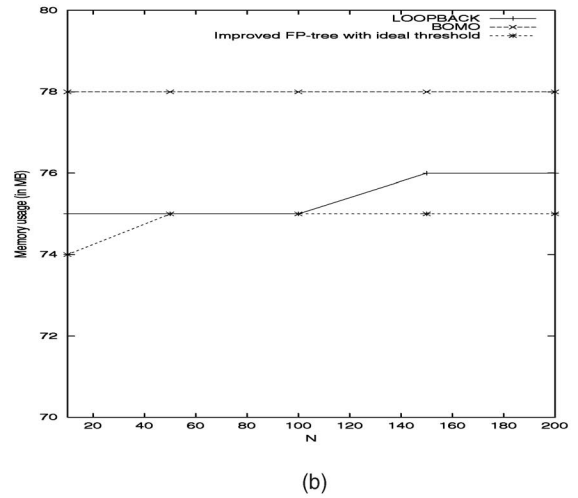 80
78
76
74
72
70
Memory usage (in MB)
LOOPBACK
BOMO
Improved FP-tree with ideal threshold
20 40 60 80 100 120 140 160 180 200
N
(b)